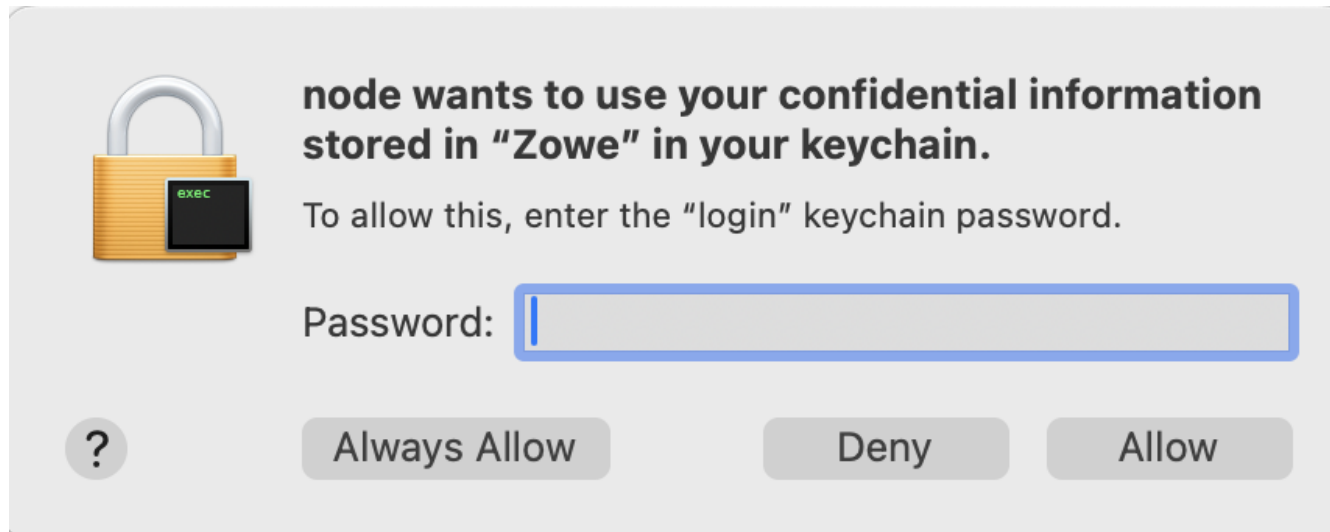 node wants to use your confidential information
stored in “Zowe” in your keychain.
exec
To allow this, enter the “login” keychain password.
Password:
? Always Allow Deny Allow